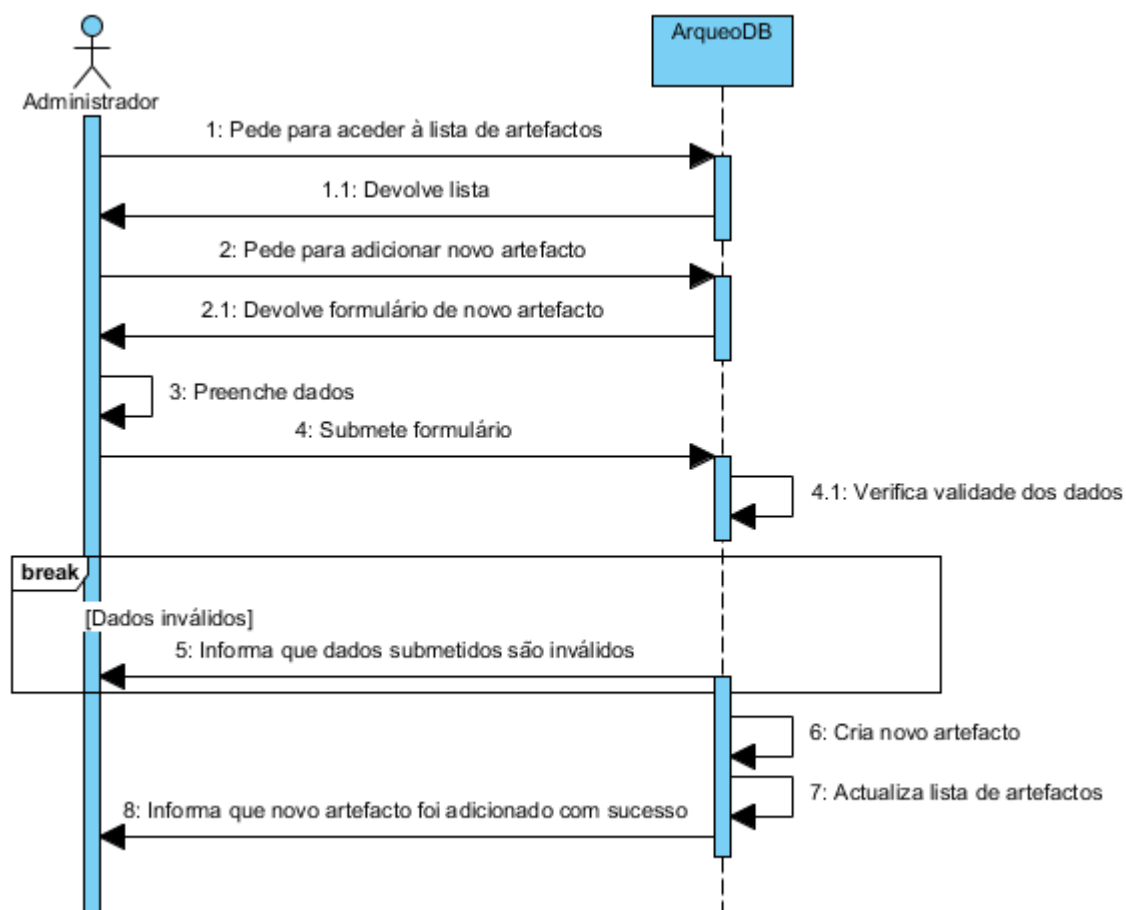 ArqueoDB
Administrador
1: Pede para aceder à lista de artefactos
1.1: Devolve lista
2: Pede para adicionar novo artefacto
2.1: Devolve formulário de novo artefacto
3: Preenche dados
4: Submete formulário
4.1: Verifica validade dos dados
break
[Dados inválidos]
5: Informa que dados submetidos são inválidos
6: Cria novo artefacto
7: Actualiza lista de artefactos
8: Informa que novo artefacto foi adicionado com sucesso